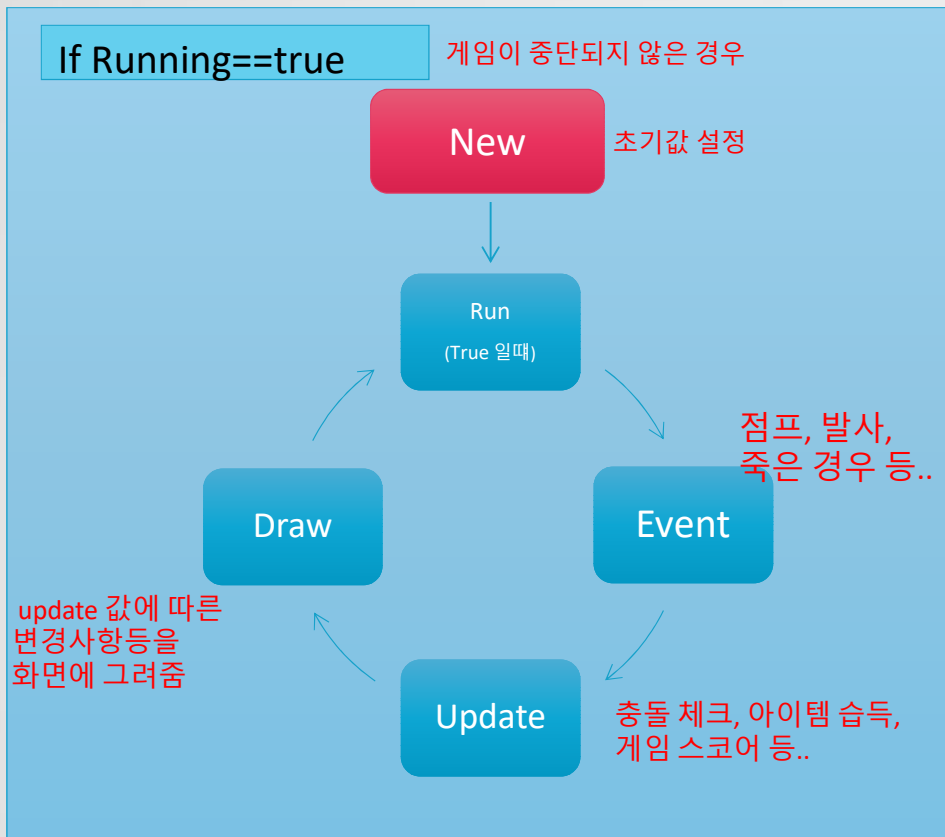 If Running==true
게임이 중단되지 않은 경우
New
초기값 설정
Run
(True 일떄)
점프, 발사,
죽은 경우 등..
Event
Draw
update 값에 따른
변경사항등을
화면에 그려줌
Update
충돌 체크, 아이템 습득,
게임 스코어 등..